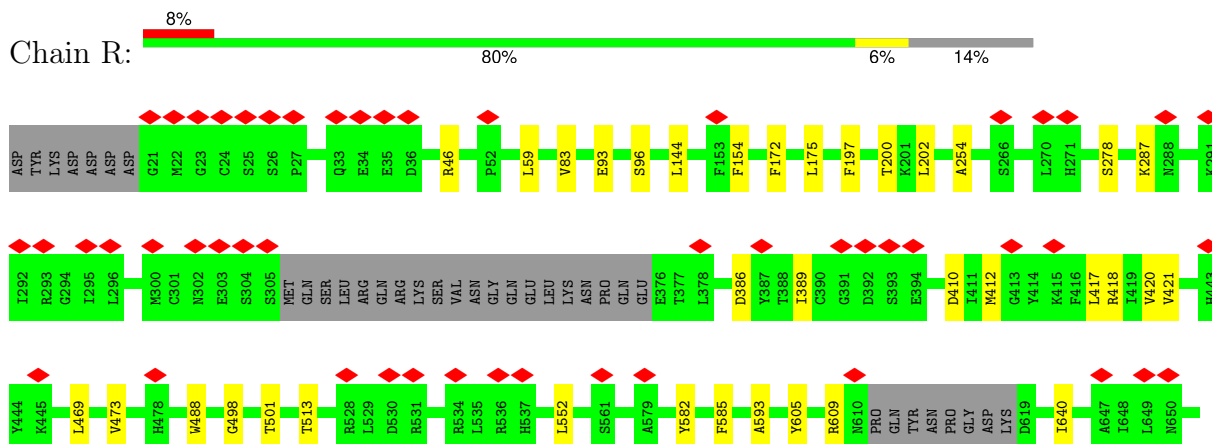 8%
Chain R:
80% 6% 14%
ASP TYR LYS ASP ASP ASP ASP G21 M22 G23 C24 S25 S26 P27 Q33 E34 E35 D36 R46 P52 L59 V83 E93 S96 L144 F153 F154 F172 L175 F197 T200 K201 L202 A254 S266 L270 H271 S278 K287 N288 K291
I292 R293 G294 I295 L296 M300 C301 N302 E303 S304 S305 MET GLN SER LEU ARG GLN ARG LYS SER VAL ASN GLY GLN GLU LEU LYS ASN PRO GLN GLU E376 T377 L378 D386 Y387 T388 I389 C390 G391 D392 S393 E394 D410 I411 M412 G413 Y414 K415 F416 L417 R418 I419 V420 V421 H443
Y444 K445 L469 V473 H478 W488 G498 T501 T513 R528 L529 D530 R531 R534 L535 R536 H537 L552 S561 A579 Y582 F585 A593 Y605 R609 N610 PRO GLN TYR ASN PRO GLY ASP LYS D619 I640 A647 I648 L649 N650